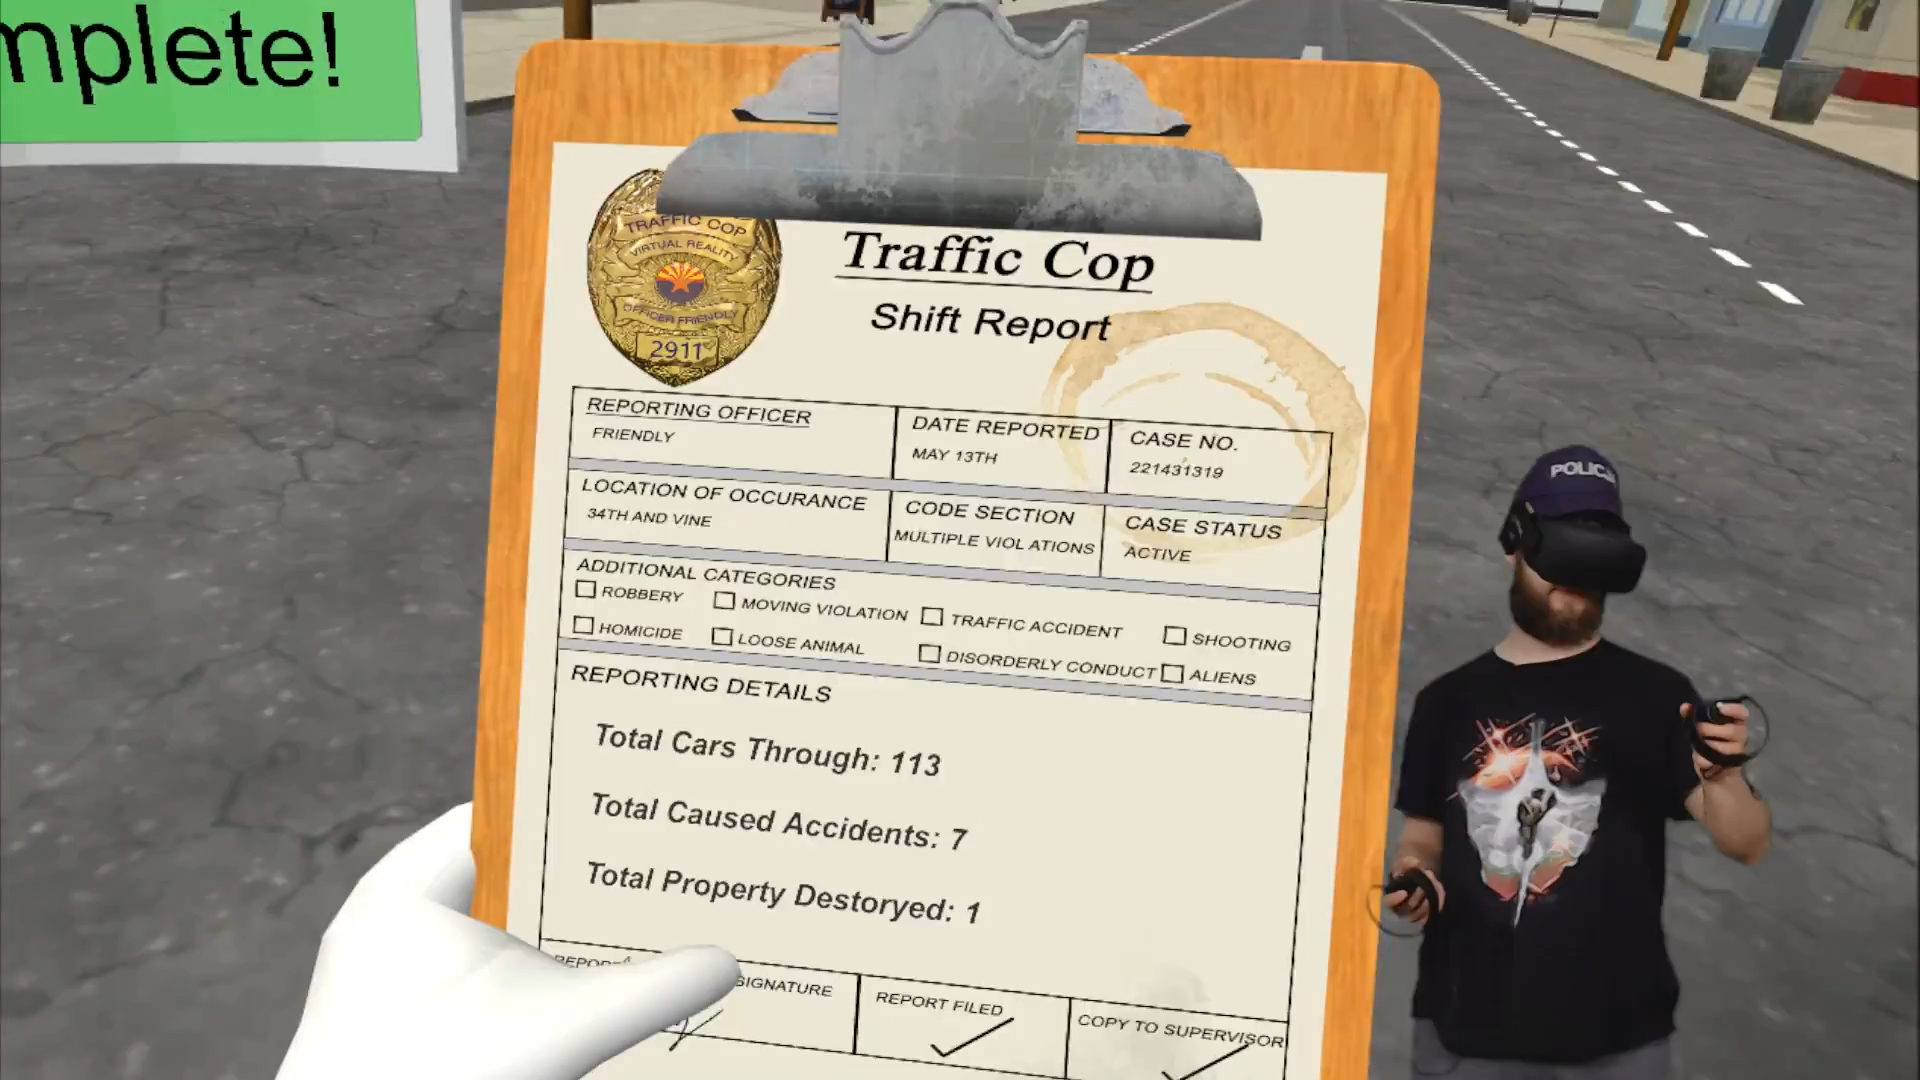 mplete!
TRAFFIC COP
VIRTUAL REALITY
OFFICER FRIENDLY
2911
Traffic Cop
Shift Report
REPORTING OFFICER
FRIENDLY
DATE REPORTED
MAY 13TH
CASE NO.
221431319
LOCATION OF OCCURANCE
34TH AND VINE
CODE SECTION
MULTIPLE VIOLATIONS
CASE STATUS
ACTIVE
ADDITIONAL CATEGORIES
ROBBERY MOVING VIOLATION TRAFFIC ACCIDENT SHOOTING
HOMICIDE LOOSE ANIMAL DISORDERLY CONDUCT ALIENS
REPORTING DETAILS
Total Cars Through: 113
Total Caused Accidents: 7
Total Property Destoryed: 1
SIGNATURE
REPORT FILED
COPY TO SUPERVISOR